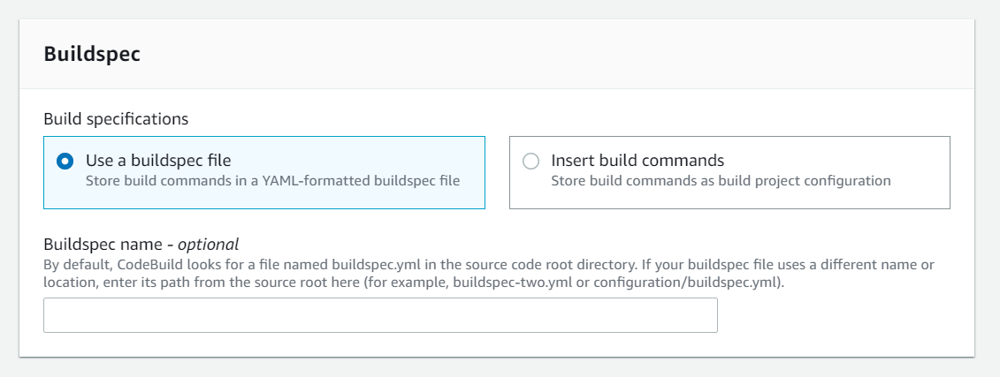 Buildspec
Build specifications
Use a buildspec file
Store build commands in a YAML-formatted buildspec file
Insert build commands
Store build commands as build project configuration
Buildspec name - optional
By default, CodeBuild looks for a file named buildspec.yml in the source code root directory. If your buildspec file uses a different name or
location, enter its path from the source root here (for example, buildspec-two.yml or configuration/buildspec.yml).